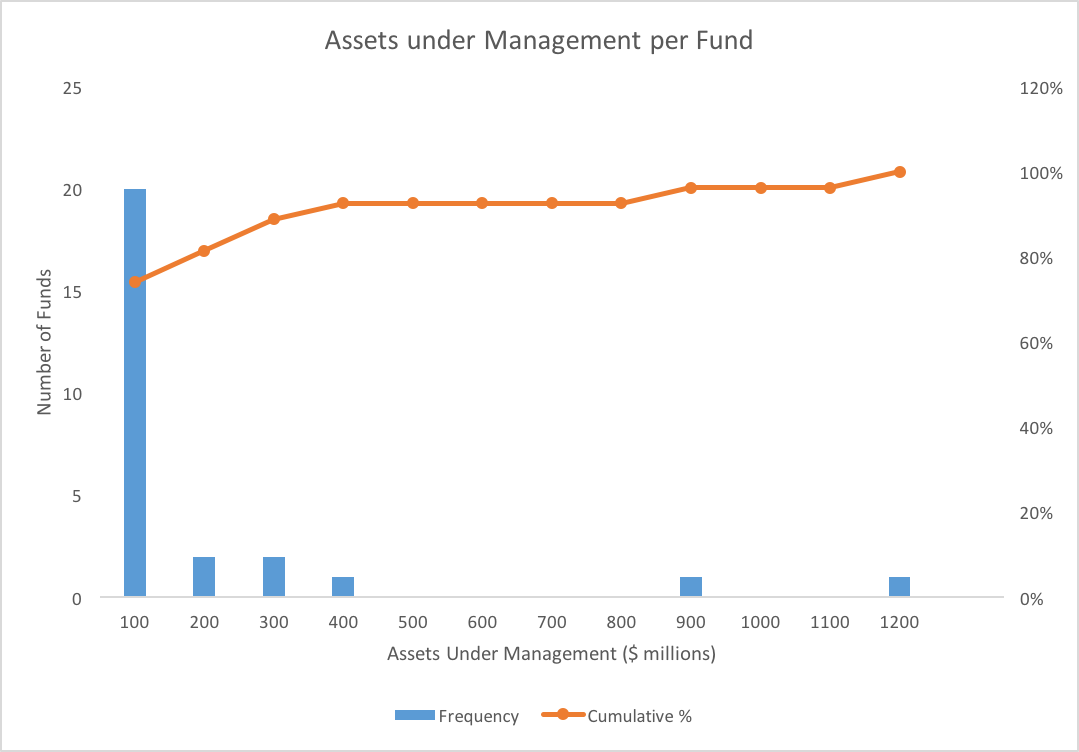 Assets under Management per Fund
25
20
15
10
5
0
Number of Funds
120%
100%
80%
60%
40%
20%
0%
100 200 300 400 500 600 700 800 900 1000 1100 1200
Assets Under Management ($ millions)
Frequency Cumulative %